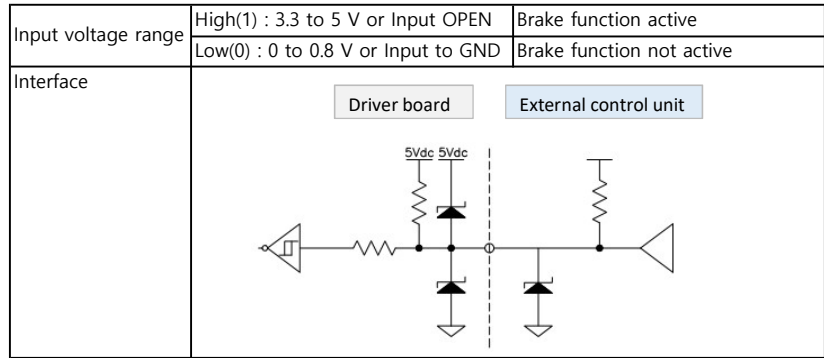 Input voltage range
High(1) : 3.3 to 5 V or Input OPEN
Brake function active
Low(0) : 0 to 0.8 V or Input to GND
Brake function not active
Interface
Driver board
External control unit
5Vdc 5Vdc